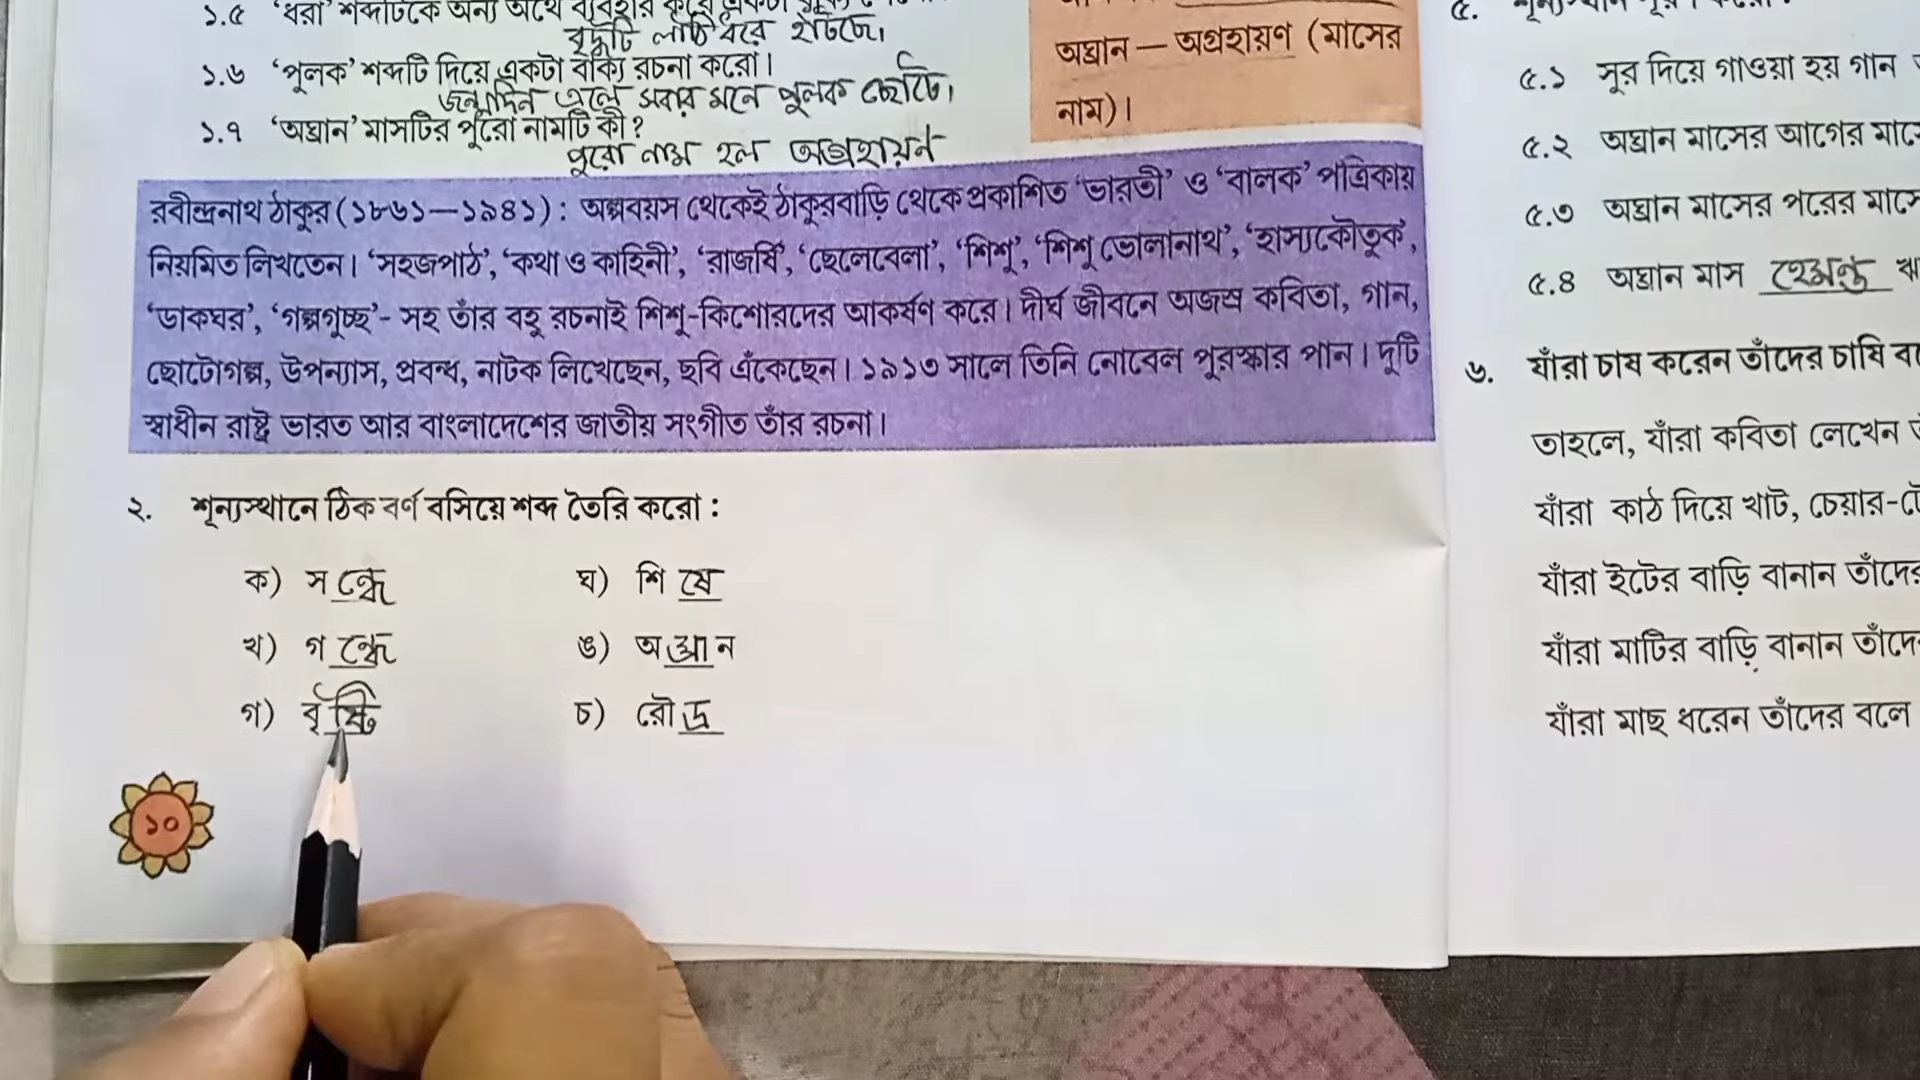 ১.৫ 'ধরা' শব্দটিকে অন্য অর্থে ব্যবহার করে একটা
বৃদ্ধটি লাঠি ধরে হাঁটছে।
১.৬ 'পুলক' শব্দটি দিয়ে একটা বাক্য রচনা করো।
জন্মদিন এলে সবার মনে পুলক ছোটে।
১.৭ 'অঘ্রান' মাসটির পুরো নামটি কী?
পুরো নাম হল অগ্রহায়ন
অঘ্রান — অগ্রহায়ণ (মাসের
নাম)।
রবীন্দ্রনাথ ঠাকুর (১৮৬১—১৯৪১) : অল্পবয়স থেকেই ঠাকুরবাড়ি থেকে প্রকাশিত 'ভারতী' ও 'বালক' পত্রিকায়
নিয়মিত লিখতেন। 'সহজপাঠ', 'কথা ও কাহিনী', 'রাজর্ষি', 'ছেলেবেলা', 'শিশু', 'শিশু ভোলানাথ', 'হাস্যকৌতুক',
'ডাকঘর', 'গল্পগুচ্ছ'- সহ তাঁর বহু রচনাই শিশু-কিশোরদের আকর্ষণ করে। দীর্ঘ জীবনে অজস্র কবিতা, গান,
ছোটোগল্প, উপন্যাস, প্রবন্ধ, নাটক লিখেছেন, ছবি এঁকেছেন। ১৯১৩ সালে তিনি নোবেল পুরস্কার পান। দুটি
স্বাধীন রাষ্ট্র ভারত আর বাংলাদেশের জাতীয় সংগীত তাঁর রচনা।
২. শূন্যস্থানে ঠিক বর্ণ বসিয়ে শব্দ তৈরি করো :
ক) সন্ধে
খ) গন্ধে
গ) বৃষ্টি
ঘ) শিষে
ঙ) অঘ্রান
চ) রৌদ্র
১০
৫. শূন্যস্থান পূরণ করো :
৫.১ সুর দিয়ে গাওয়া হয় গান
৫.২ অঘ্রান মাসের আগের
৫.৩ অঘ্রান মাসের পরের
৫.৪ অঘ্রান মাস হেমন্ত
৬. যাঁরা চাষ করেন তাঁদের চাষি
তাহলে, যাঁরা কবিতা লেখেন
যাঁরা কাঠ দিয়ে খাট,
যাঁরা ইটের বাড়ি বানান
যাঁরা মাটির বাড়ি বানান
যাঁরা মাছ ধরেন তাঁদের বলে